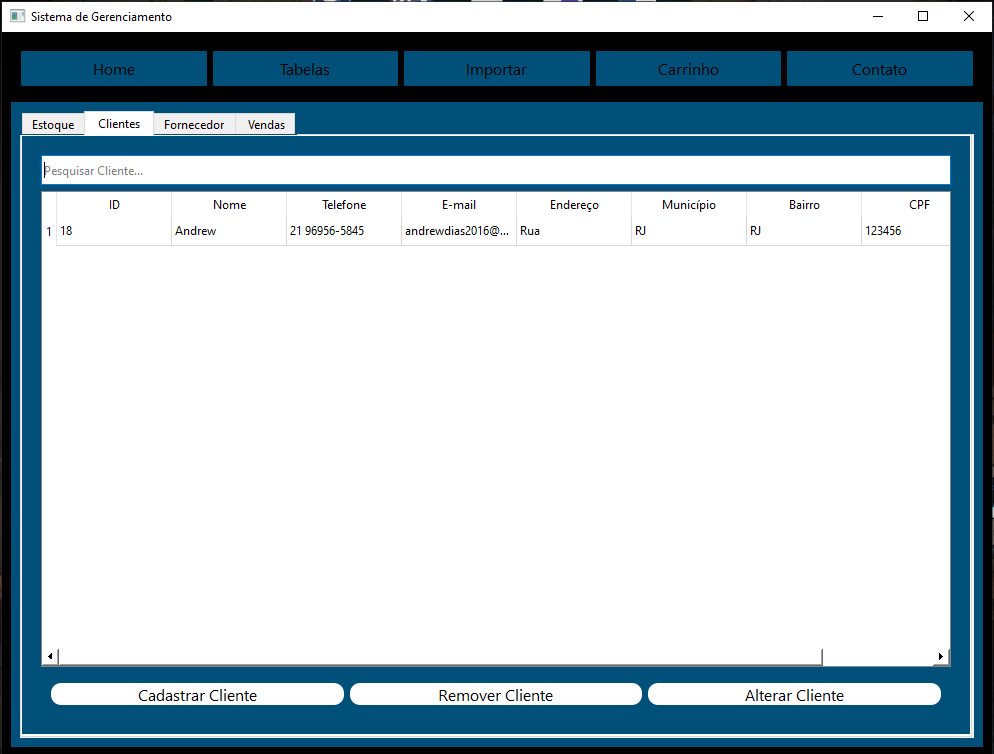 Sistema de Gerenciamento
Home Tabelas Importar Carrinho Contato
Estoque Clientes Fornecedor Vendas
Pesquisar Cliente...
ID Nome Telefone E-mail Endereço Município Bairro CPF
1 18 Andrew 21 96956-5845 andrewdias2016@... Rua RJ RJ 123456
Cadastrar Cliente Remover Cliente Alterar Cliente